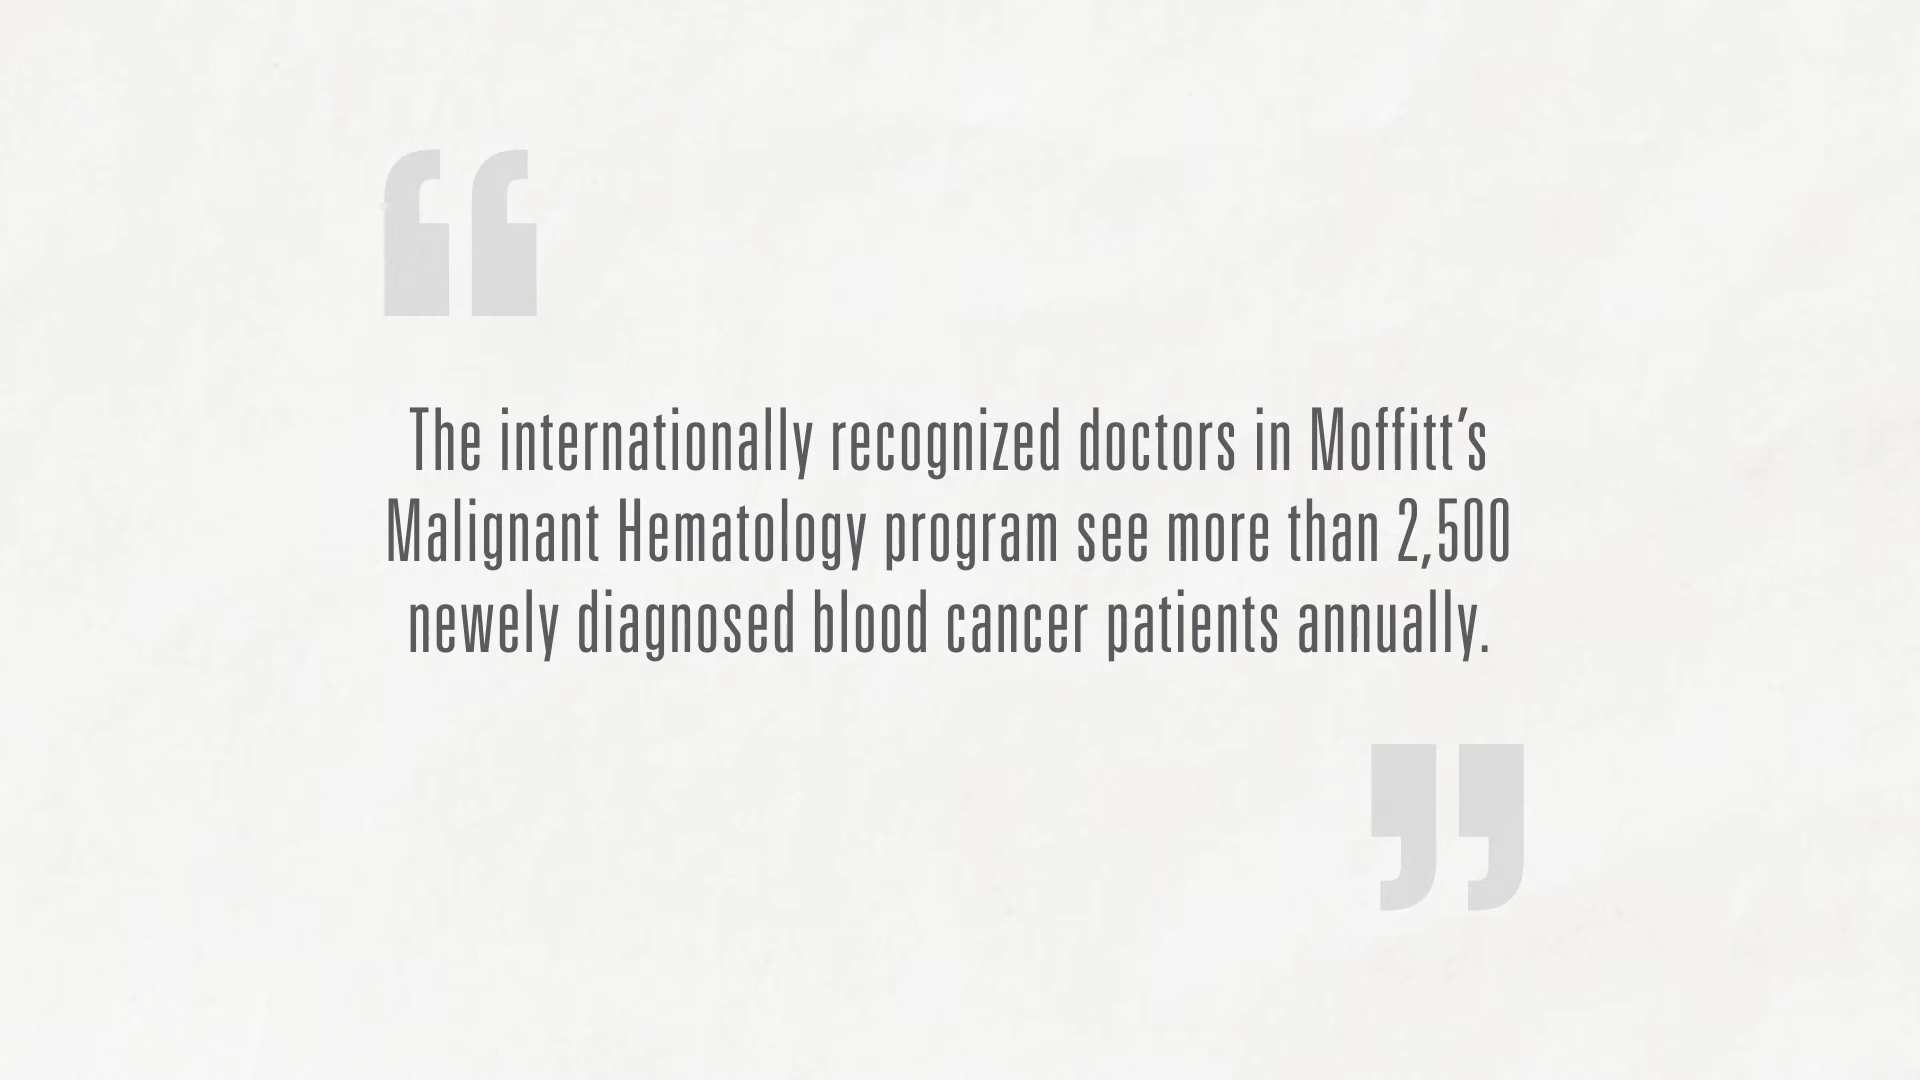 “
The internationally recognized doctors in Moffitt’s
Malignant Hematology program see more than 2,500
newely diagnosed blood cancer patients annually.
”